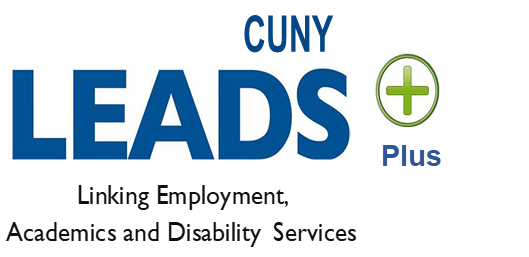 CUNY
LEADS
Plus
Linking Employment,
Academics and Disability Services